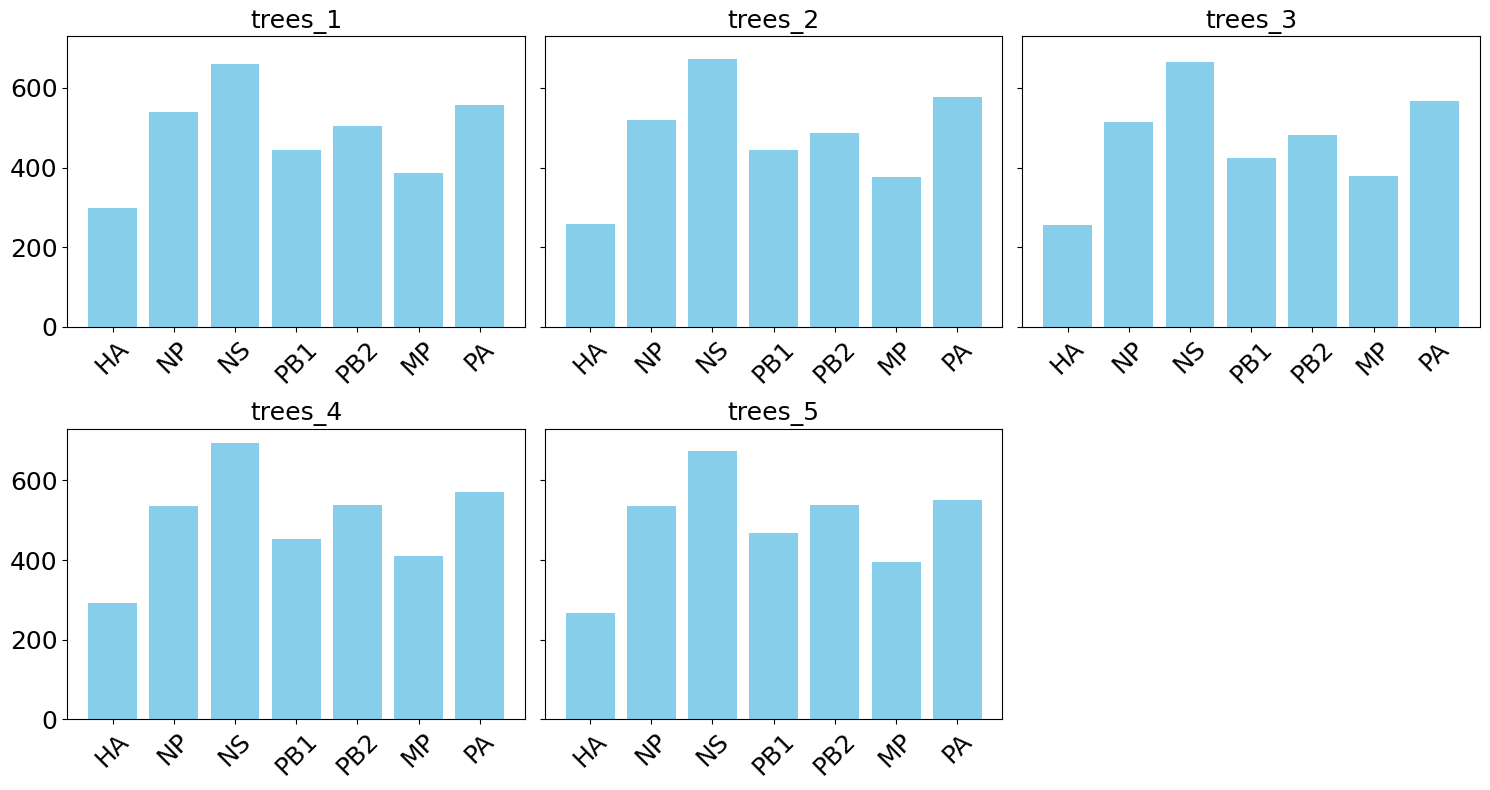 trees_1
trees_2
trees_3
600
400
200
0
HA NP NS PB1 PB2 MP PA
HA NP NS PB1 PB2 MP PA
HA NP NS PB1 PB2 MP PA
trees_4
trees_5
600
400
200
0
HA NP NS PB1 PB2 MP PA
HA NP NS PB1 PB2 MP PA